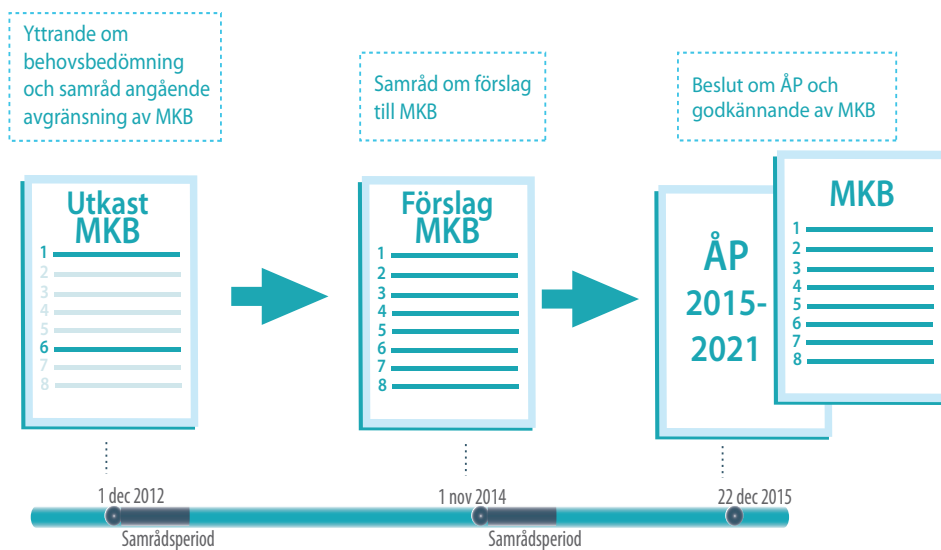 Yttrande om
behovsbedömning
och samråd angående
avgränsning av MKB
Samråd om förslag
till MKB
Beslut om ÅP och
godkännande av MKB
Utkast
MKB
1
2
3
4
5
6
7
8
Förslag
MKB
1
2
3
4
5
6
7
8
ÅP
2015-
2021
MKB
1
2
3
4
5
6
7
8
1 dec 2012
1 nov 2014
22 dec 2015
Samrådsperiod
Samrådsperiod